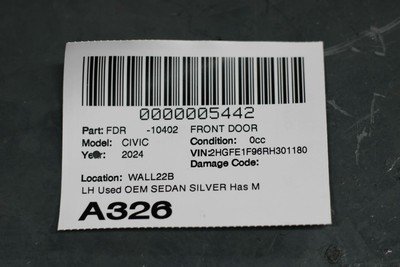 0000005442
Part: FDR -10402 FRONT DOOR
Model: CIVIC Condition: 0cc
Year: 2024 VIN:2HGFE1F96RH301180
Damage Code:
Location: WALL22B
LH Used OEM SEDAN SILVER Has M
A326